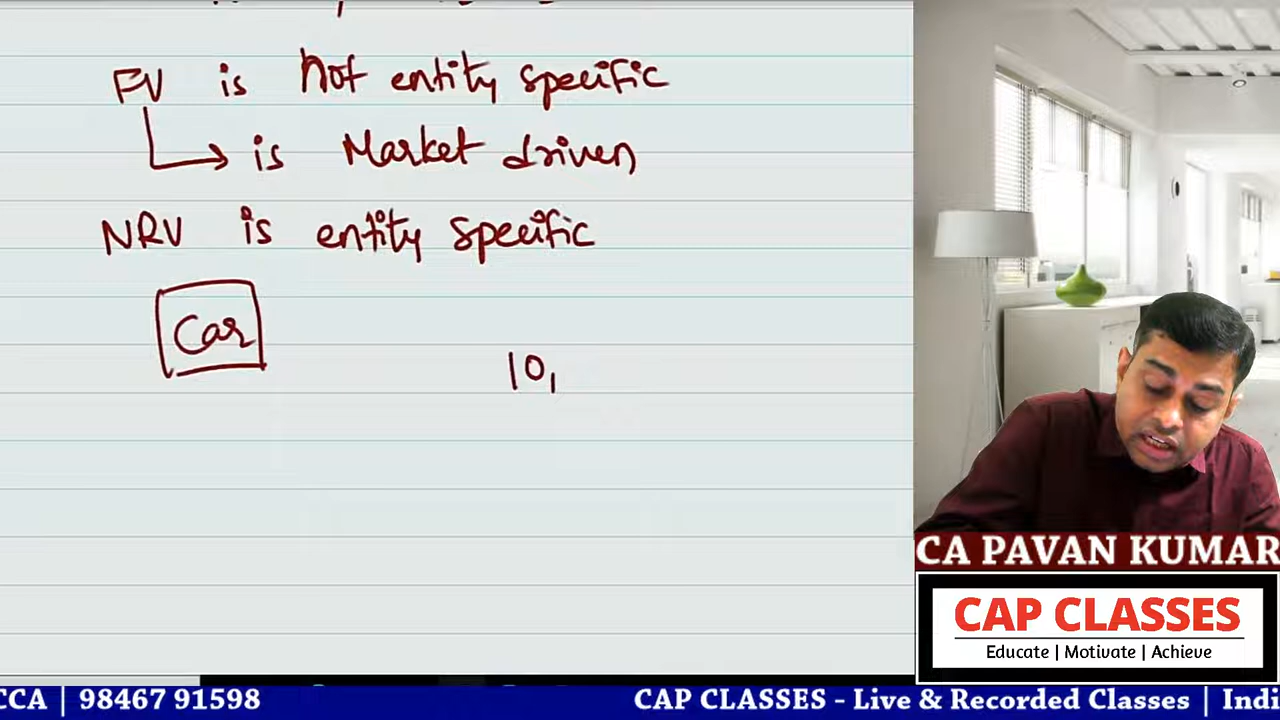 FV is not entity specific
is Market driven
NRV is entity specific
Car
10,
CA PAVAN KUMAR
CAP CLASSES
Educate | Motivate | Achieve
CCA | 98467 91598
CAP CLASSES - Live & Recorded Classes | Indi